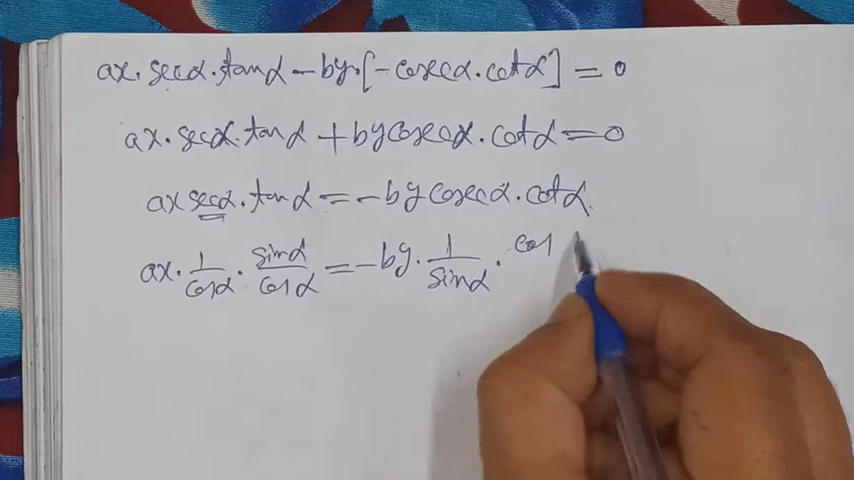 ax. secα.tanα - by.[- cosecα.cotα] = 0
ax. secα.tanα + by cosecα.cotα = 0
ax secα.tanα = - by cosecα.cotα.
ax. 1/cosα . sinα/cosα = - by. 1/sinα . cos